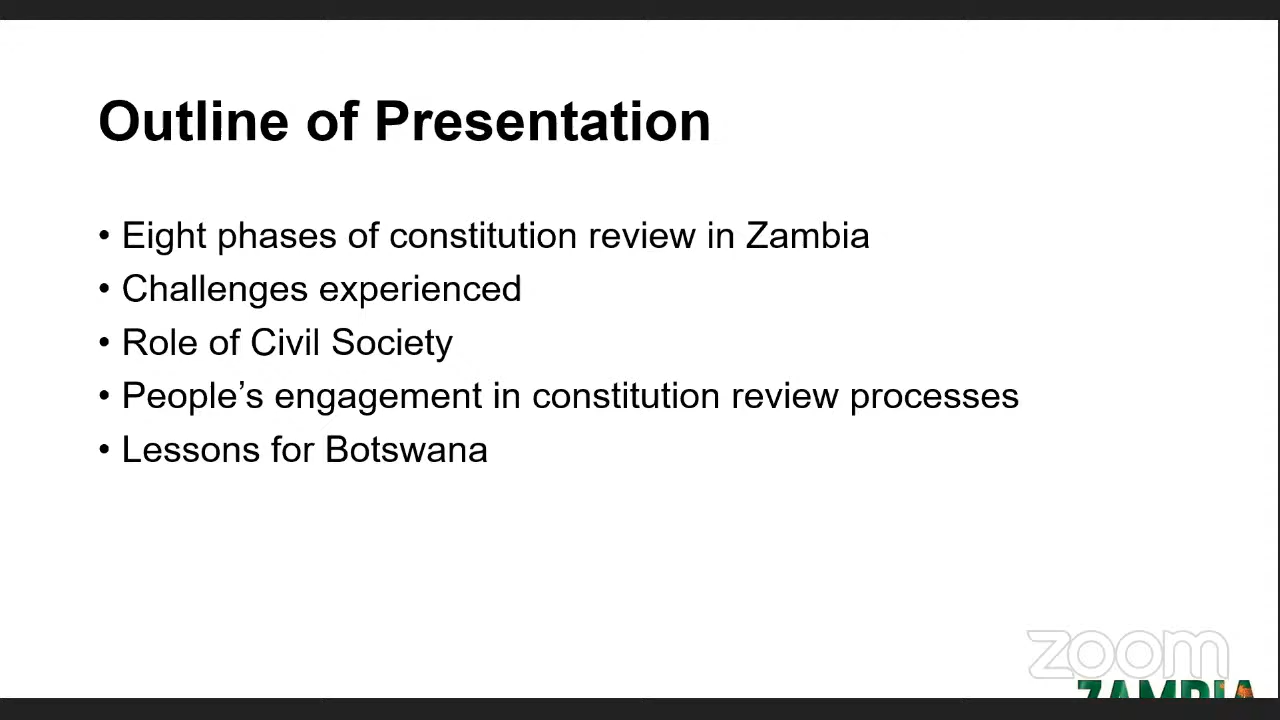 Outline of Presentation
• Eight phases of constitution review in Zambia
• Challenges experienced
• Role of Civil Society
• People’s engagement in constitution review processes
• Lessons for Botswana
zoom
ZAMBIA